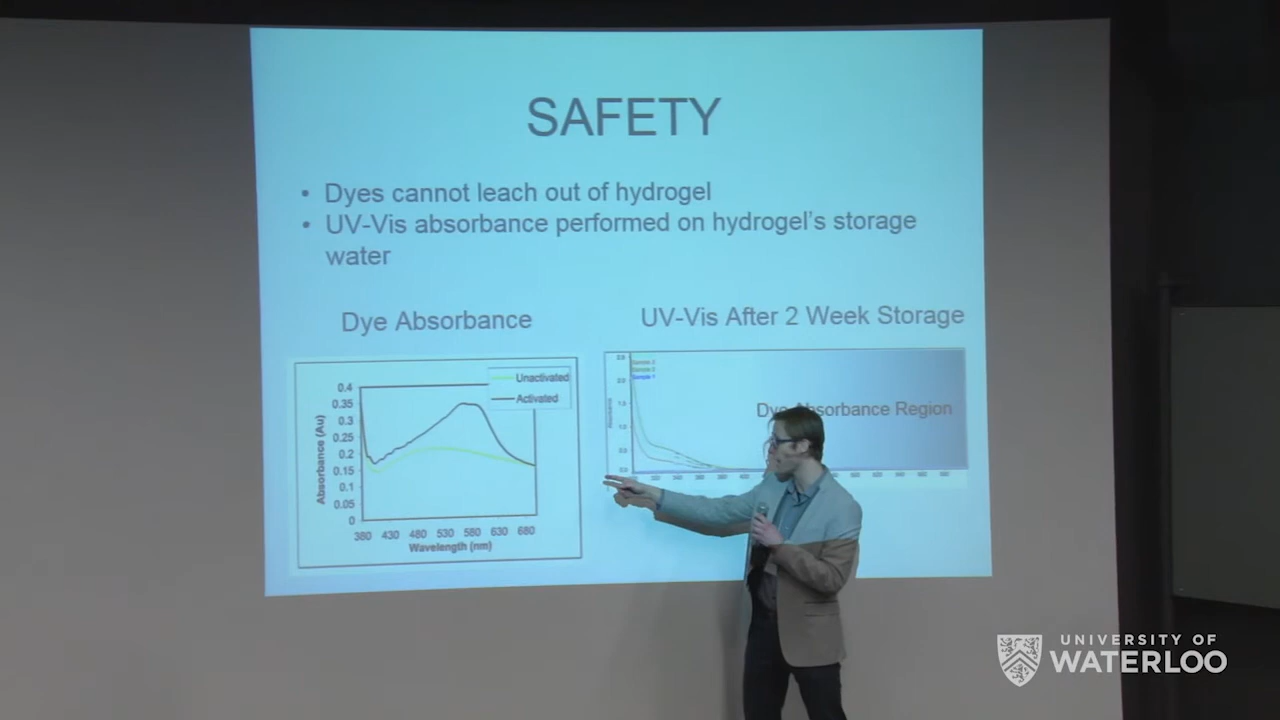 SAFETY
• Dyes cannot leach out of hydrogel
• UV-Vis absorbance performed on hydrogel's storage
water
Dye Absorbance
UV-Vis After 2 Week Storage
Unactivated
Activated
Absorbance (Au)
0.4
0.35
0.3
0.25
0.2
0.15
0.1
0.05
0
380 430 480 530 580 630 680
Wavelength (nm)
Absorbance Region
UNIVERSITY OF
WATERLOO